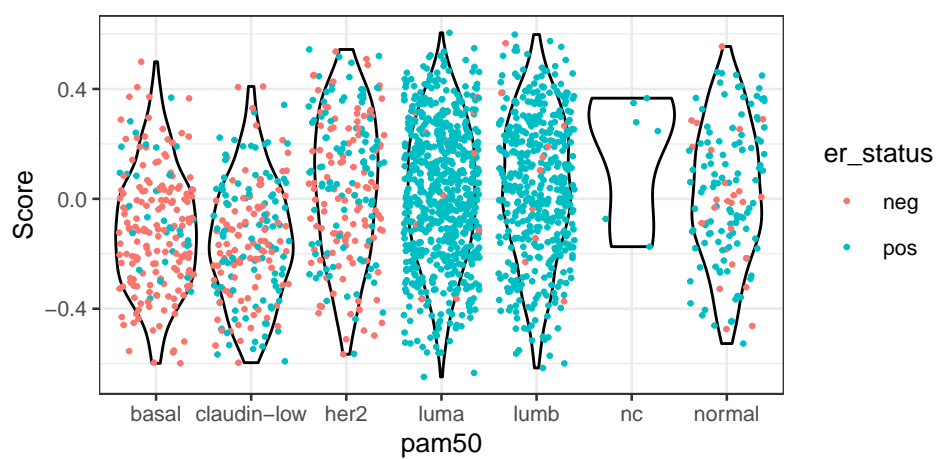 Score
0.4
0.0
−0.4
basal claudin−low her2 luma lumb nc normal
pam50
er_status
neg
pos